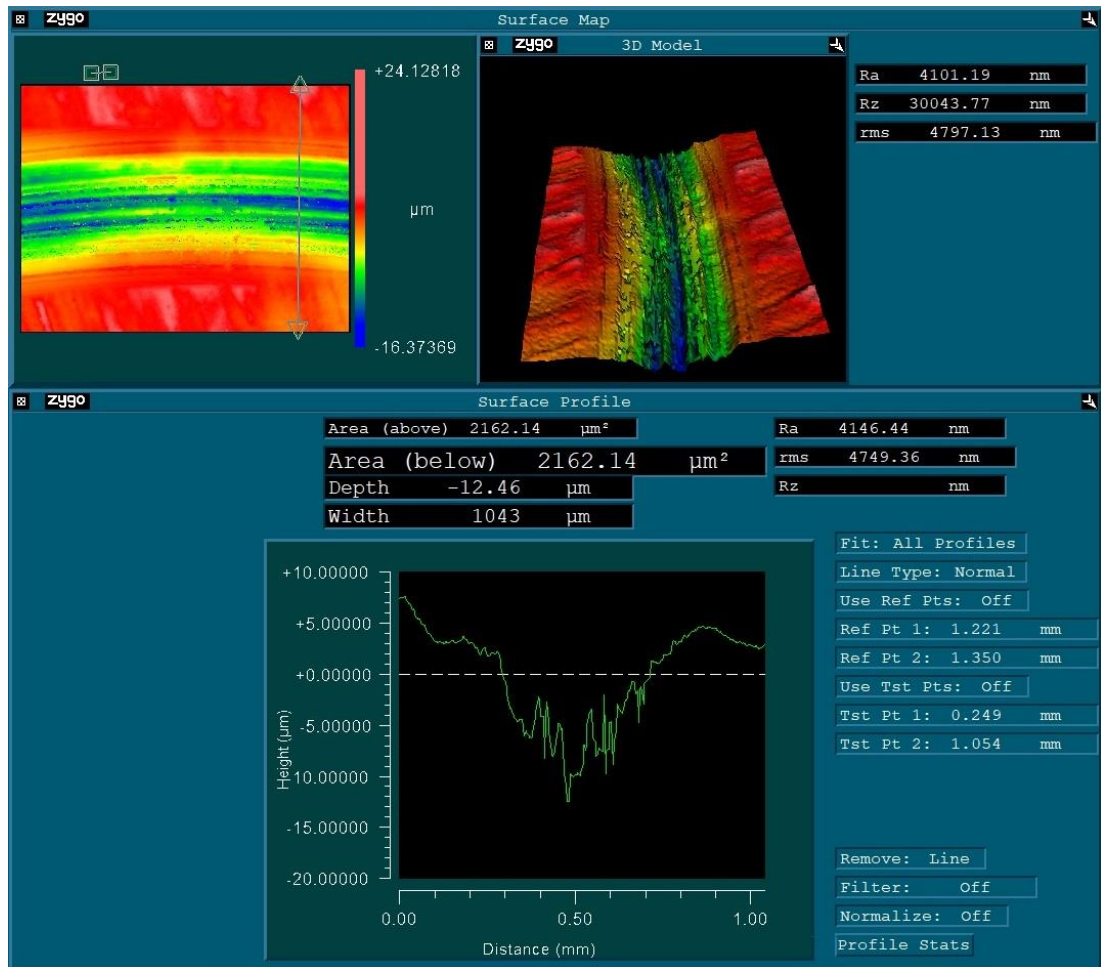 zygo Surface Map
+24.12818
µm
-16.37369
zygo 3D Model
Ra 4101.19 nm
Rz 30043.77 nm
rms 4797.13 nm
zygo Surface Profile
Area (above) 2162.14 µm²
Area (below) 2162.14 µm²
Depth -12.46 µm
Width 1043 µm
Ra 4146.44 nm
rms 4749.36 nm
Rz nm
+10.00000
+5.00000
+0.00000
-5.00000
-10.00000
-15.00000
-20.00000
Height (µm)
0.00 0.50 1.00
Distance (mm)
Fit: All Profiles
Line Type: Normal
Use Ref Pts: Off
Ref Pt 1: 1.221 mm
Ref Pt 2: 1.350 mm
Use Tst Pts: Off
Tst Pt 1: 0.249 mm
Tst Pt 2: 1.054 mm
Remove: Line
Filter: Off
Normalize: Off
Profile Stats